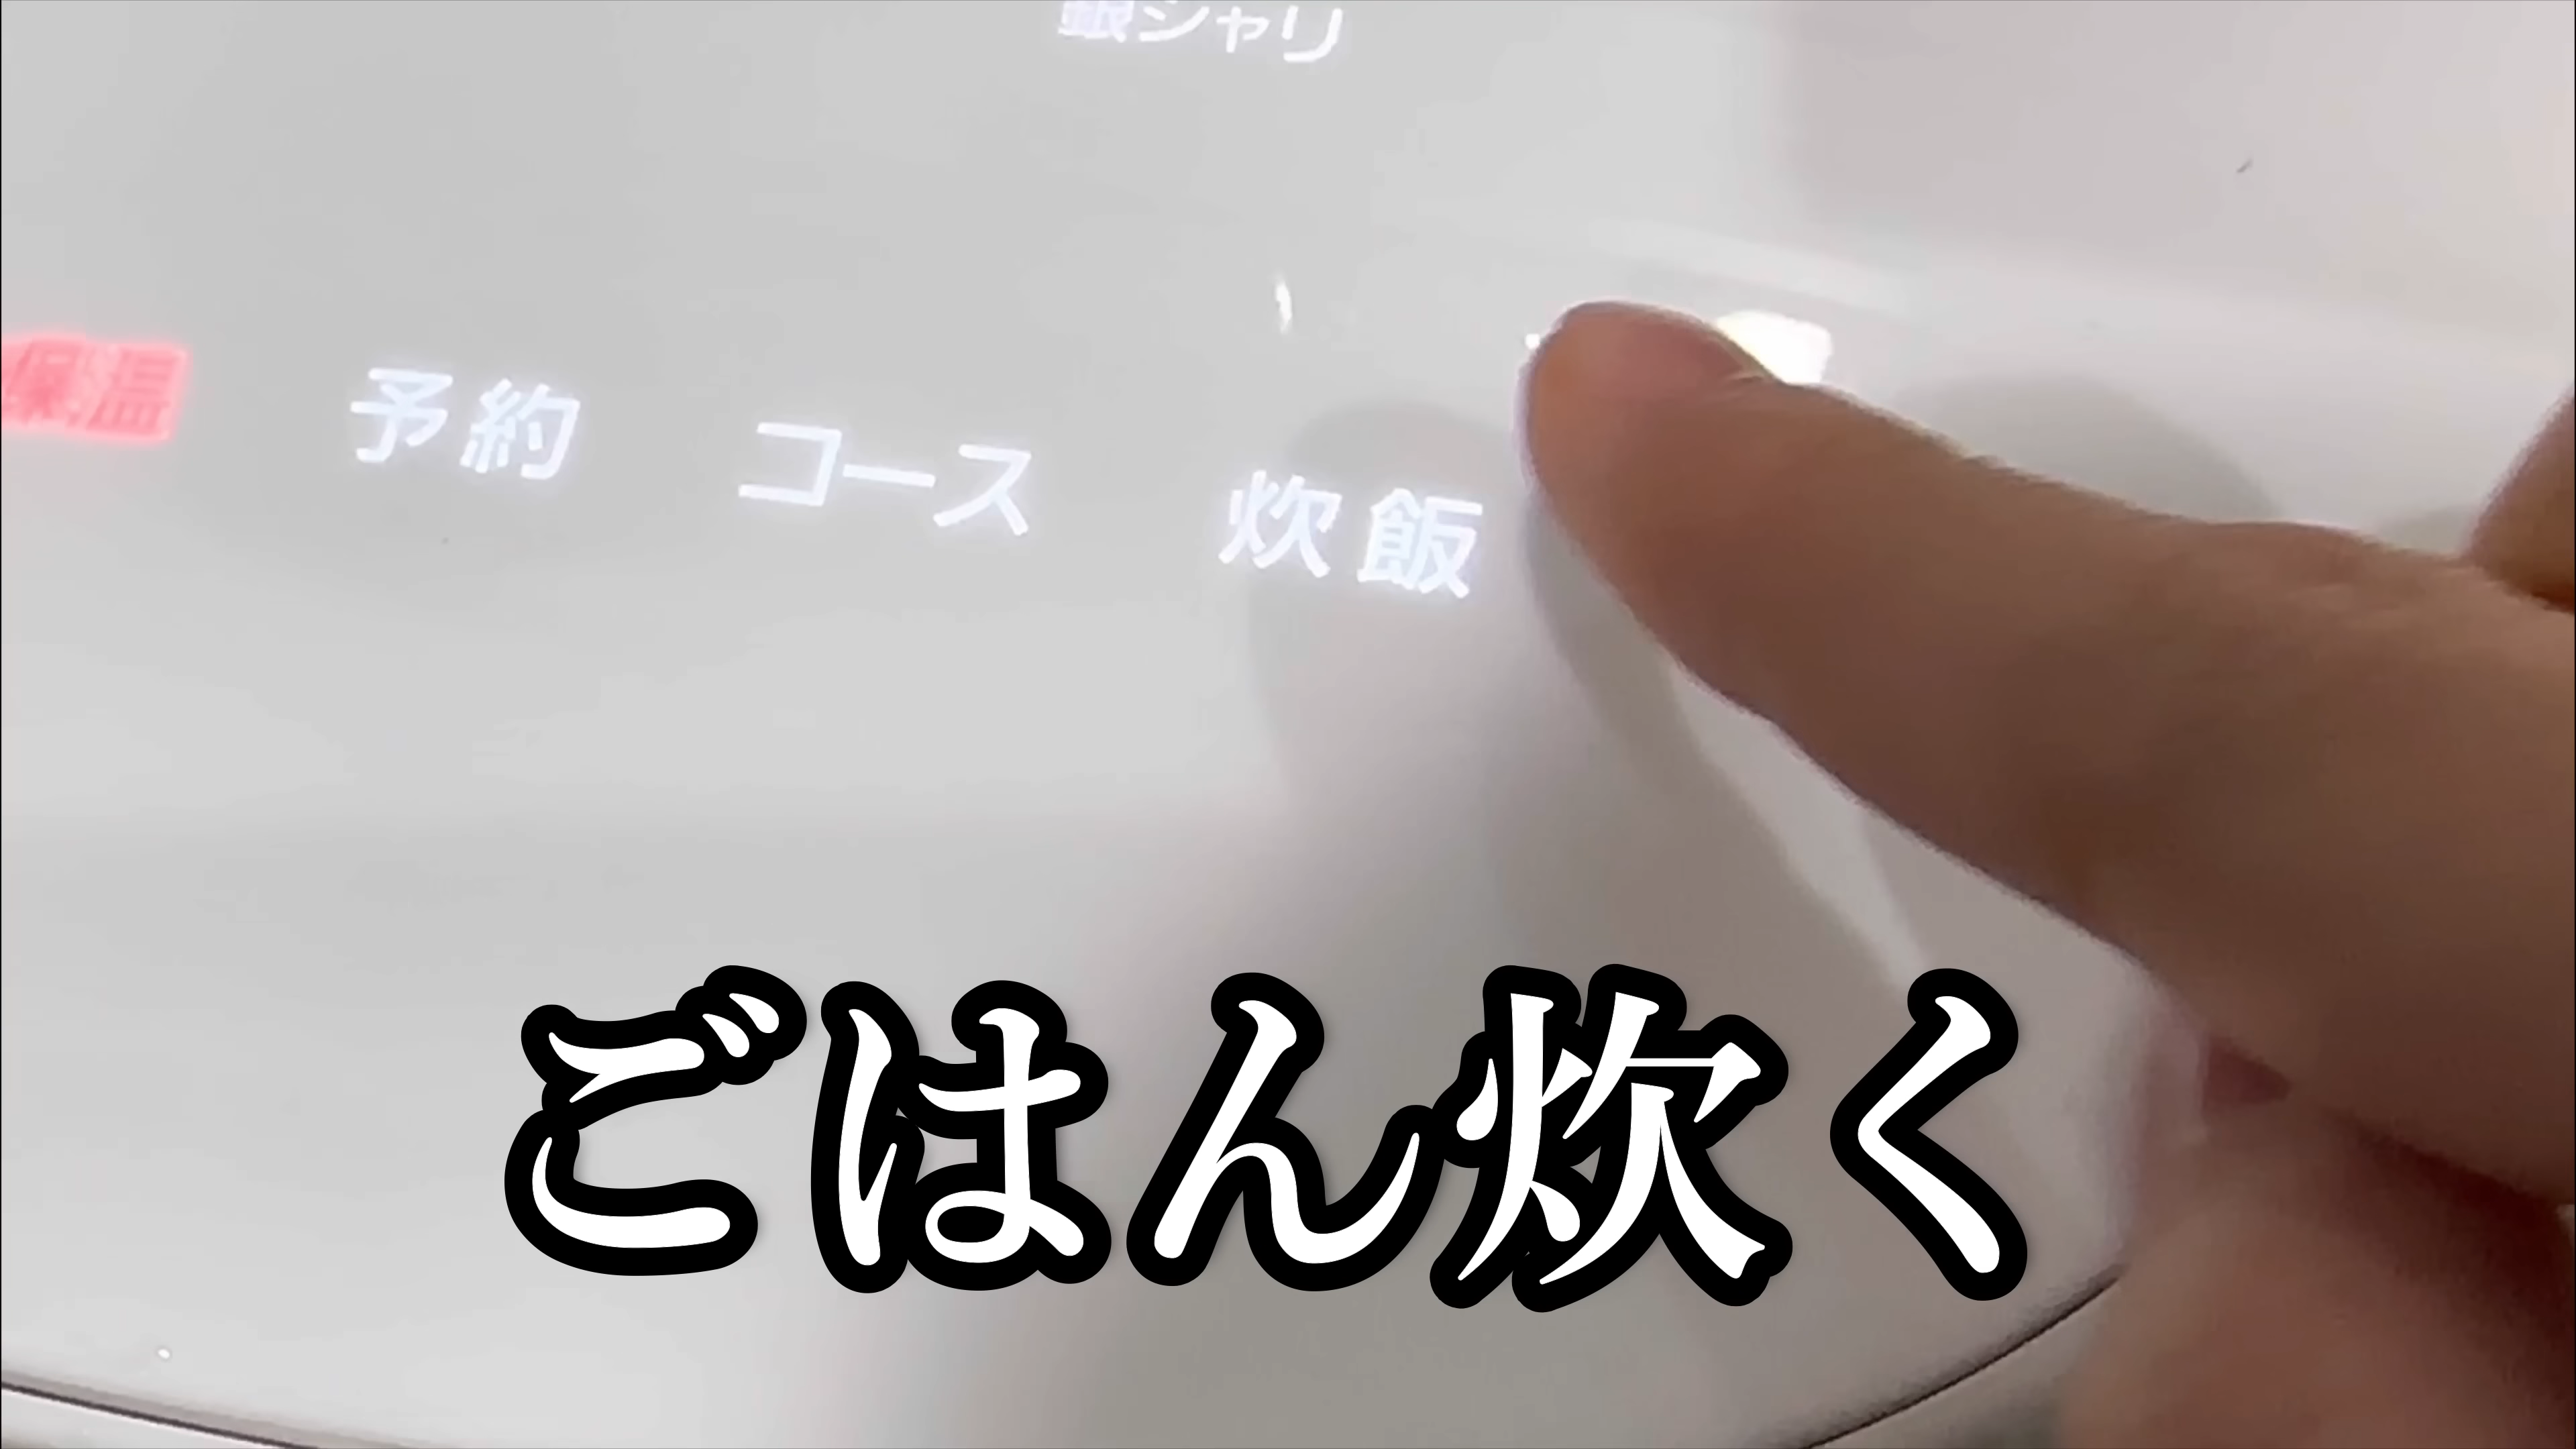 銀シャリ
保温 予約 コース 炊飯
ごはん炊く